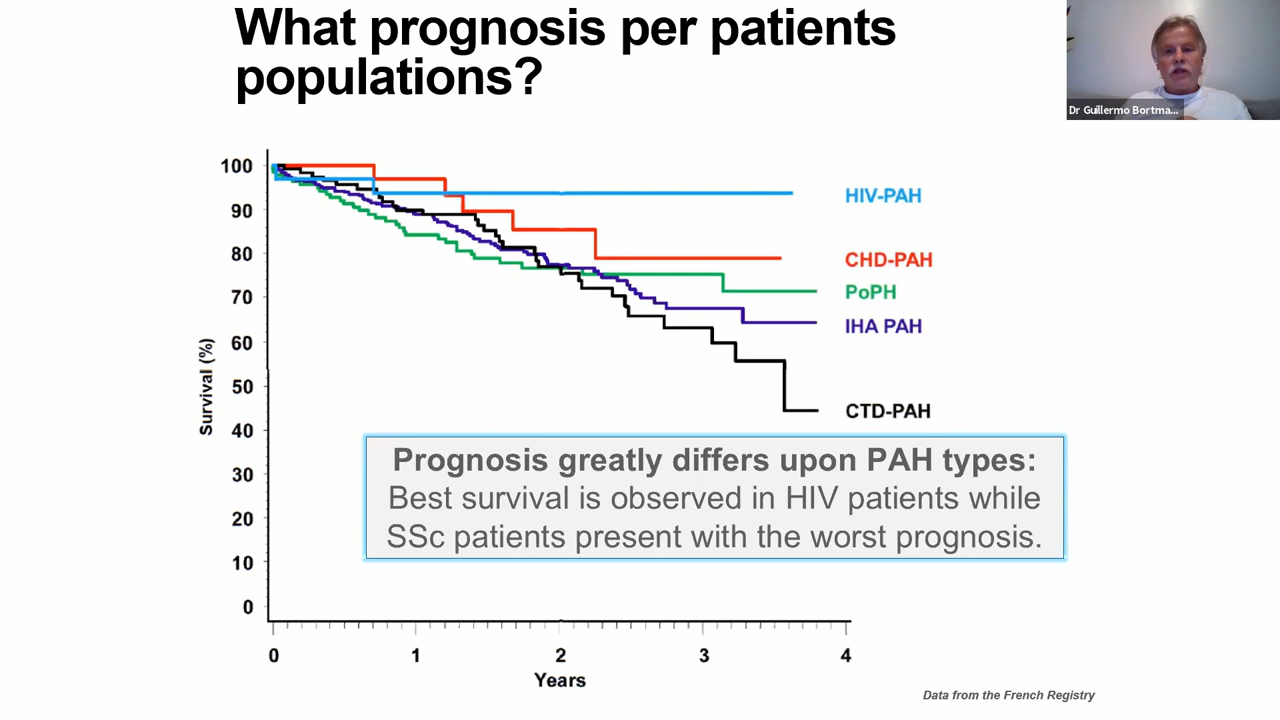 What prognosis per patients
populations?
Dr Guillermo Bortma...
100
90
80
70
60
50
40
30
20
10
0
Survival (%)
HIV-PAH
CHD-PAH
PoPH
IHA PAH
CTD-PAH
Prognosis greatly differs upon PAH types:
Best survival is observed in HIV patients while
SSc patients present with the worst prognosis.
0 1 2 3 4
Years
Data from the French Registry